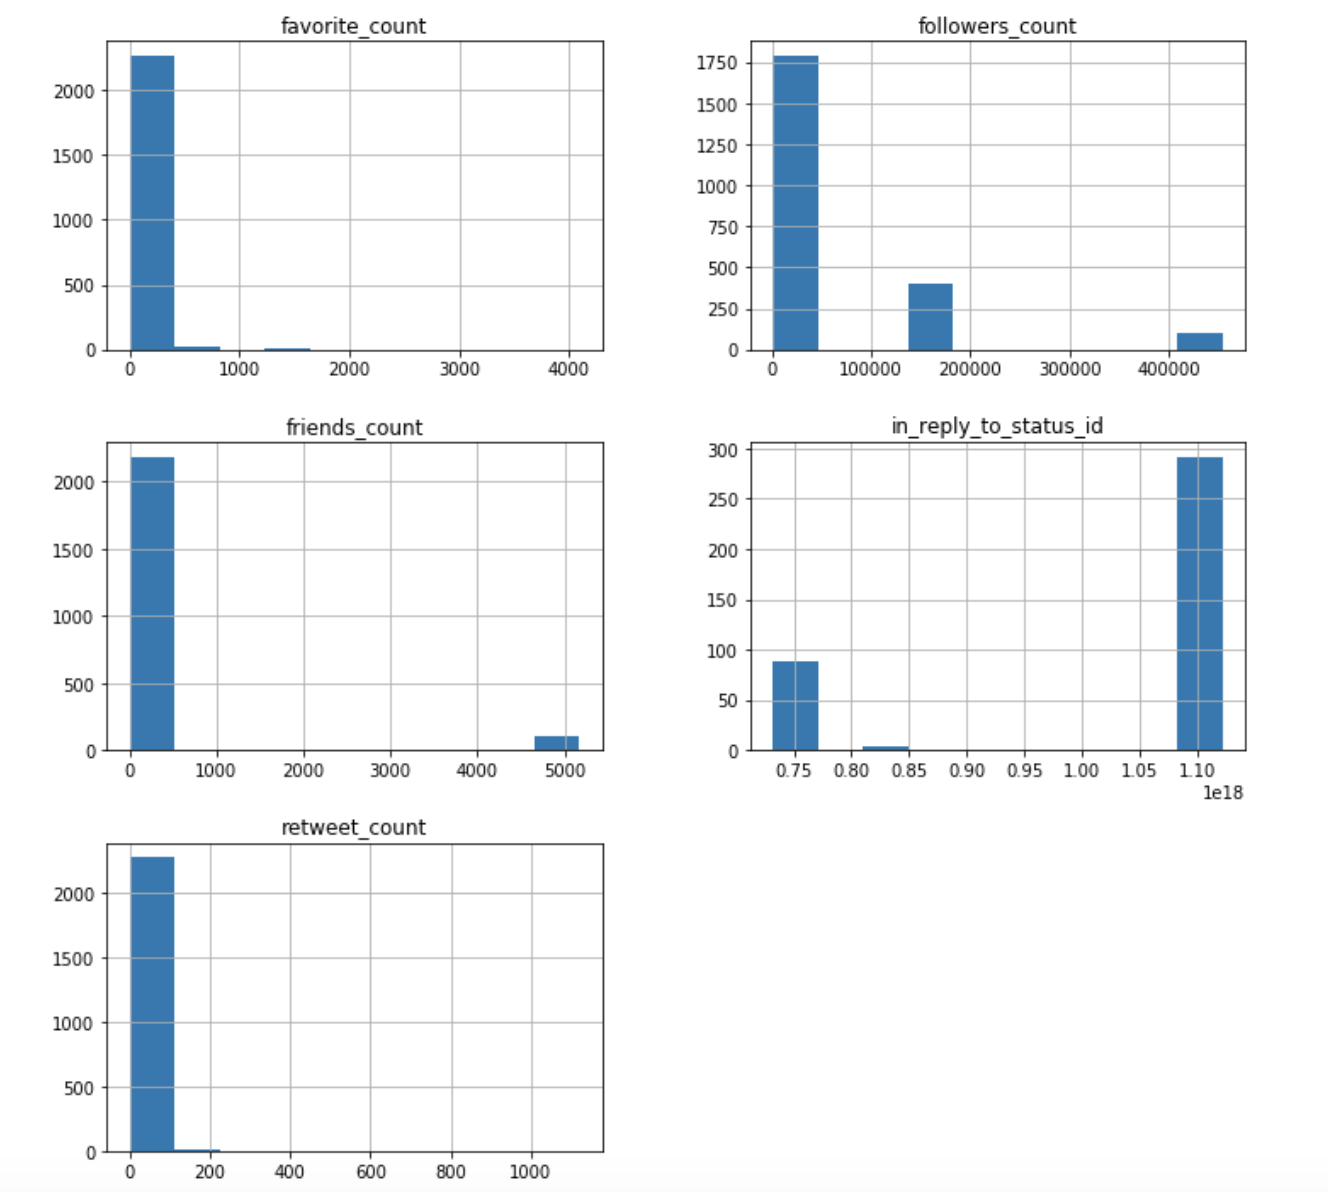 favorite_count
2000
1500
1000
500
0
0 1000 2000 3000 4000
followers_count
1750
1500
1250
1000
750
500
250
0
0 100000 200000 300000 400000
friends_count
2000
1500
1000
500
0
0 1000 2000 3000 4000 5000
in_reply_to_status_id
300
250
200
150
100
50
0
0.75 0.80 0.85 0.90 0.95 1.00 1.05 1.10
1e18
retweet_count
2000
1500
1000
500
0
0 200 400 600 800 1000